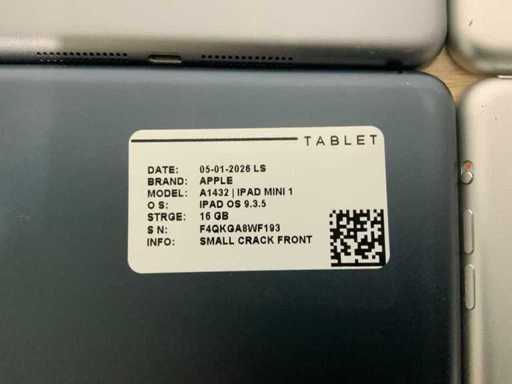 TABLET
DATE: 05-01-2026 LS
BRAND: APPLE
MODEL: A1432 | IPAD MINI 1
O S: IPAD OS 9.3.5
STRGE: 16 GB
S N: F4QKGA8WF193
INFO: SMALL CRACK FRONT